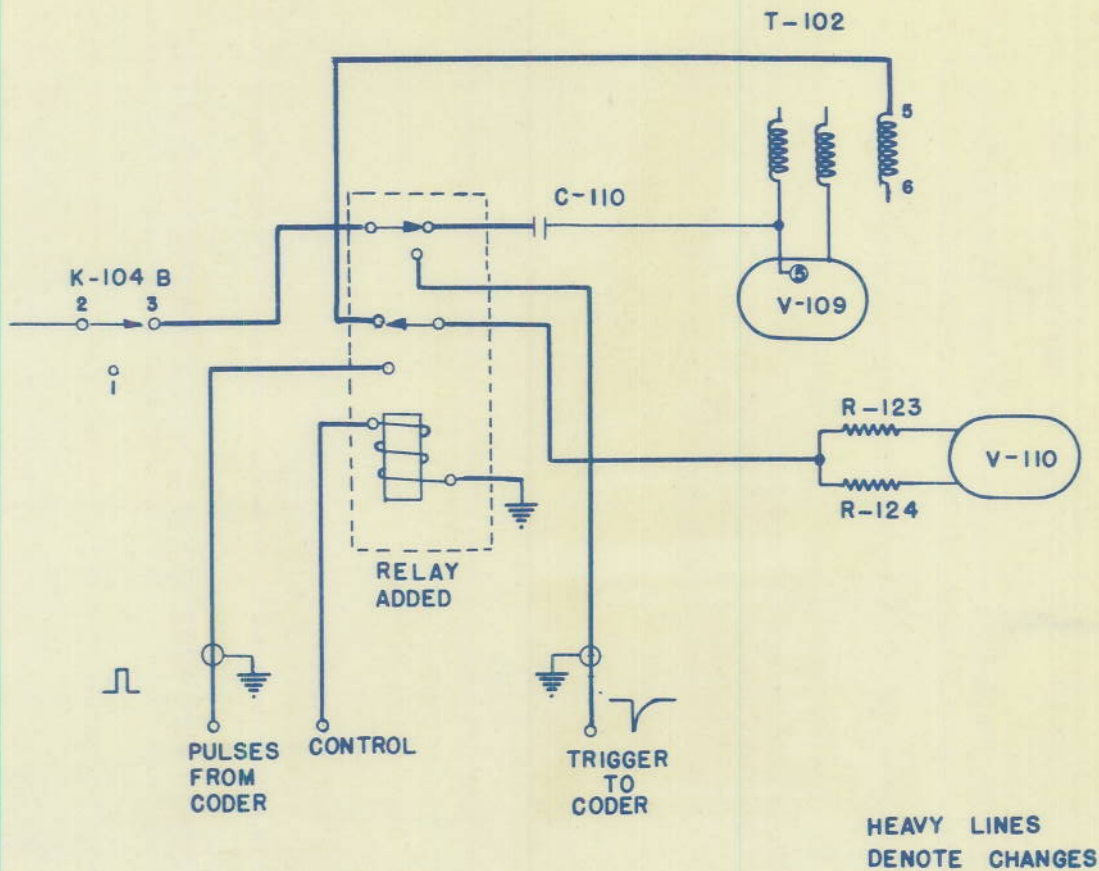 T-102
5
6
C-110
K-104 B
2 3
1
5
V-109
R-123
V-110
R-124
RELAY
ADDED
PULSES
FROM
CODER
CONTROL
TRIGGER
TO
CODER
HEAVY LINES
DENOTE CHANGES